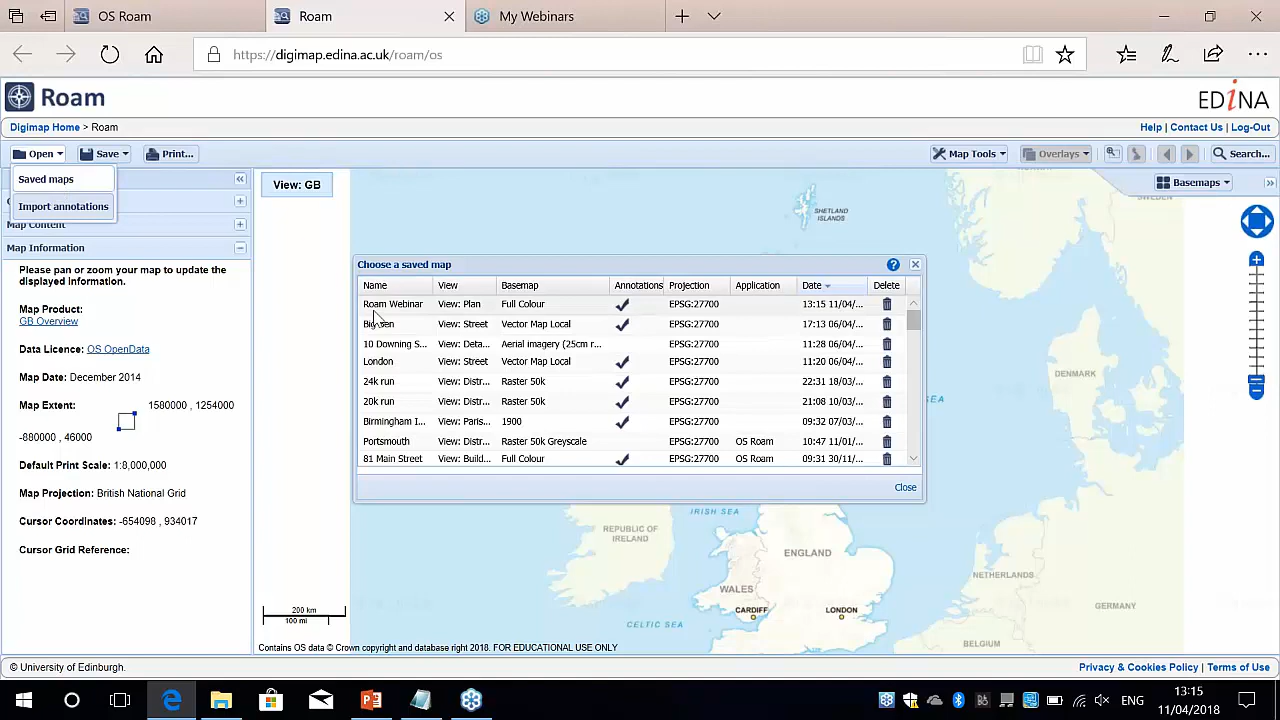 OS Roam
Roam
My Webinars
https://digimap.edina.ac.uk/roam/os
Roam
EDINA
Digimap Home > Roam
Help | Contact Us | Log-Out
Open
Save
Print...
Map Tools
Overlays
Search...
Saved maps
Import annotations
View: GB
Basemaps
Map Content
Map Information
Please pan or zoom your map to update the
displayed information.
Map Product:
GB Overview
Data Licence: OS OpenData
Map Date: December 2014
Map Extent:
1580000 , 1254000
-880000 , 46000
Default Print Scale: 1:8,000,000
Map Projection: British National Grid
Cursor Coordinates: -654098 , 934017
Cursor Grid Reference:
SHETLAND
ISLANDS
SWEDEN
Choose a saved map
Name View Basemap Annotations Projection Application Date Delete
Roam Webinar View: Plan Full Colour EPSG:27700 13:15 11/04/...
View: Street Vector Map Local EPSG:27700 17:13 06/04/...
10 Downing S... View: Deta... Aerial imagery (25cm r... EPSG:27700 11:28 06/04/...
London View: Street Vector Map Local EPSG:27700 11:20 06/04/...
24k run View: Distr... Raster 50k EPSG:27700 22:31 18/03/...
20k run View: Distr... Raster 50k EPSG:27700 21:08 10/03/...
Birmingham I... View: Paris... 1900 EPSG:27700 09:32 07/03/...
Portsmouth View: Distr... Raster 50k Greyscale EPSG:27700 OS Roam 10:47 11/01/...
81 Main Street View: Build... Full Colour EPSG:27700 OS Roam 09:31 30/11/...
Close
DENMARK
SEA
IRISH SEA
REPUBLIC OF
IRELAND
ENGLAND
WALES
CARDIFF
LONDON
NETHERLANDS
GERMANY
CELTIC SEA
BELGIUM
200 km
100 mi
Contains OS data © Crown copyright and database right 2018. FOR EDUCATIONAL USE ONLY
© University of Edinburgh.
Privacy & Cookies Policy | Terms of Use
ENG
13:15
11/04/2018